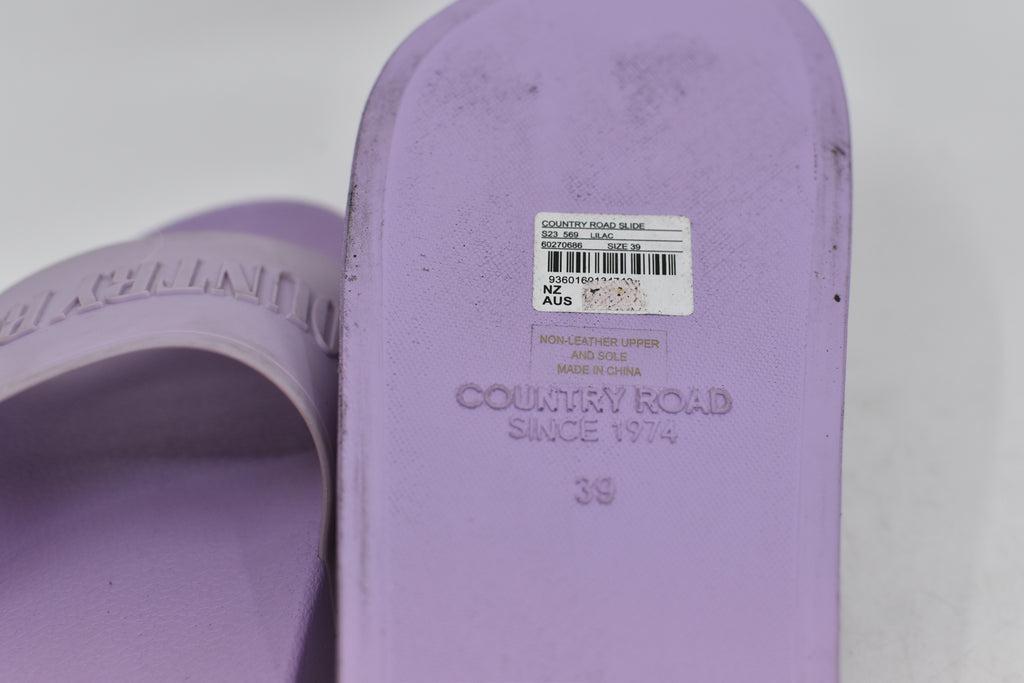 COUNTRY ROAD SLIDE
S23 569 LILAC
60270686 SIZE 39
NZ
AUS
NON-LEATHER UPPER
AND SOLE
MADE IN CHINA
COUNTRY ROAD
SINCE 1974
39